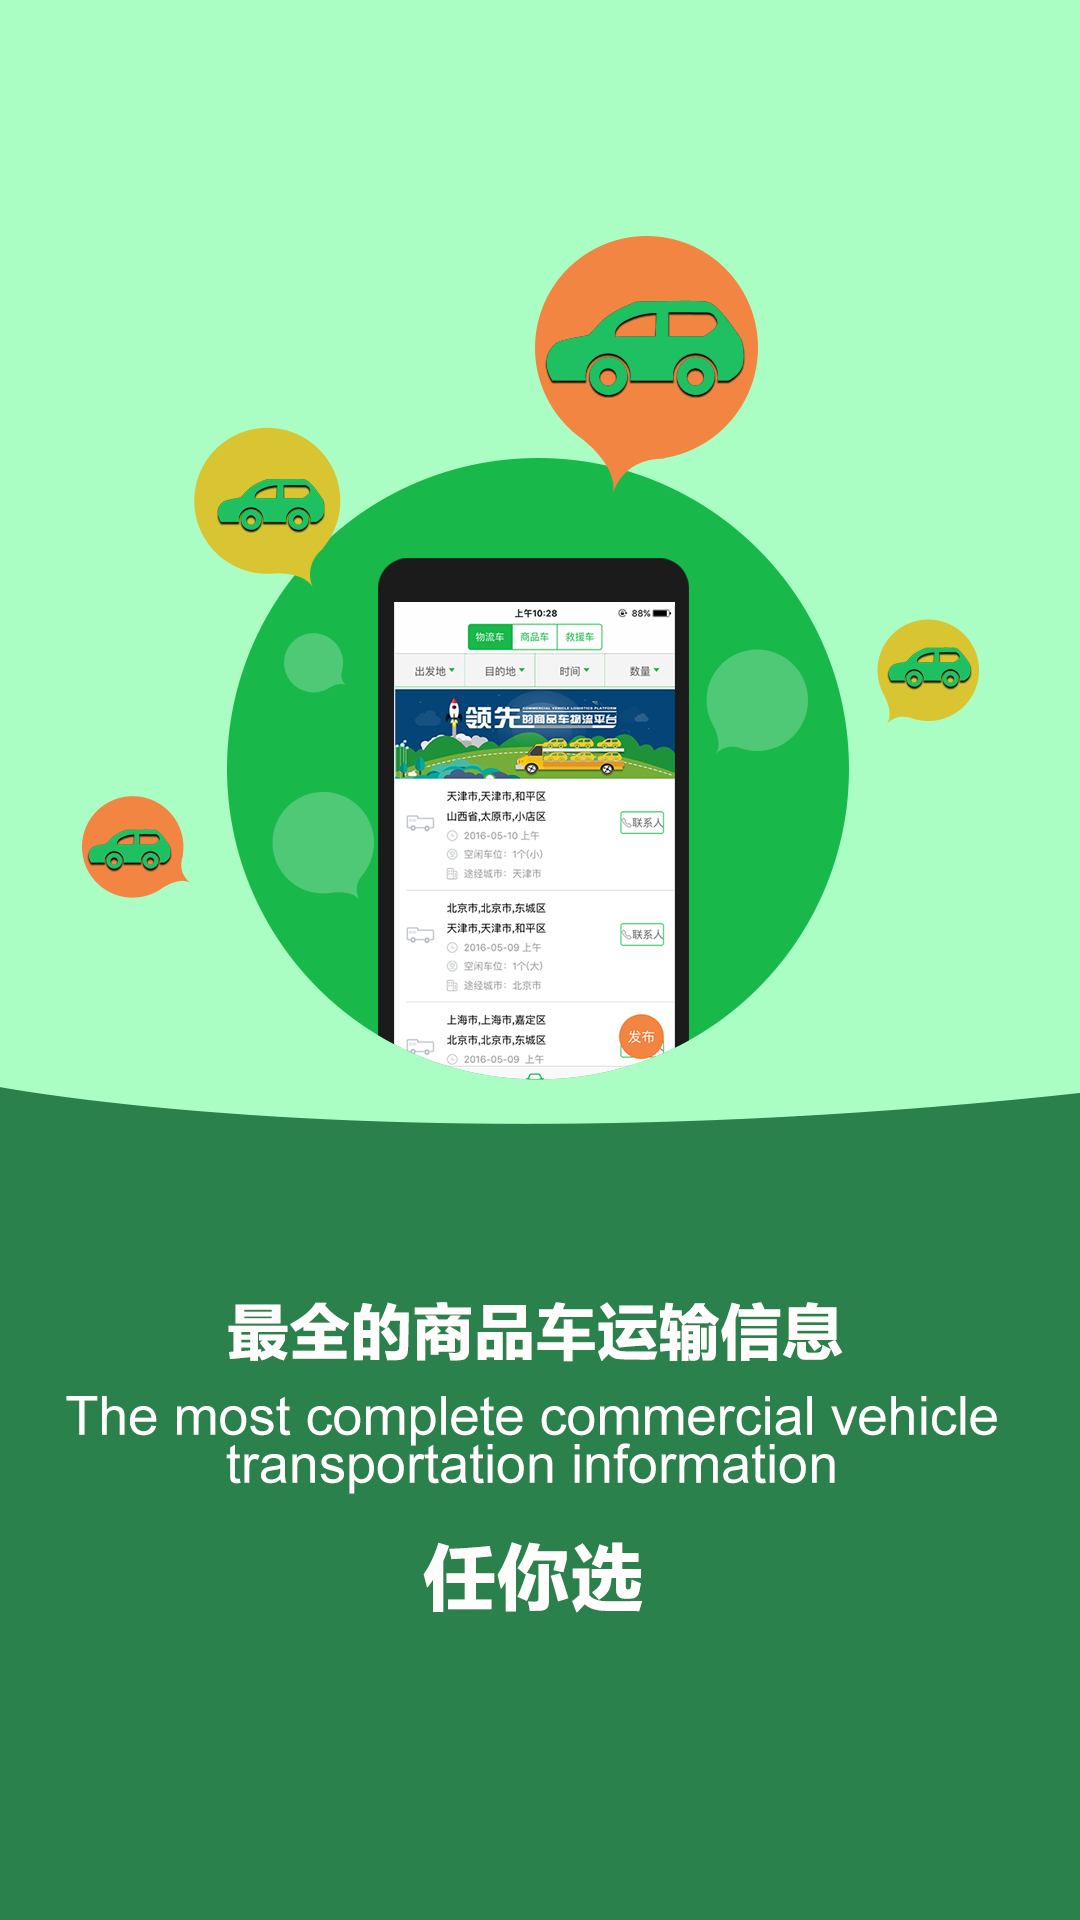 上午10:28
88%
物流车 商品车 救援车
出发地 目的地 时间 数量
COMMERCIAL VEHICLE LOGISTICS PLATFORM
领先的商品车物流平台
天津市,天津市,和平区
山西省,太原市,小店区
联系人
2016-05-10 上午
空闲车位：1个(小)
途经城市：天津市
北京市,北京市,东城区
天津市,天津市,和平区
联系人
2016-05-09 上午
空闲车位：1个(大)
途经城市：北京市
上海市,上海市,嘉定区
北京市,北京市,东城区
发布
2016-05-09 上午
最全的商品车运输信息
The most complete commercial vehicle
transportation information
任你选